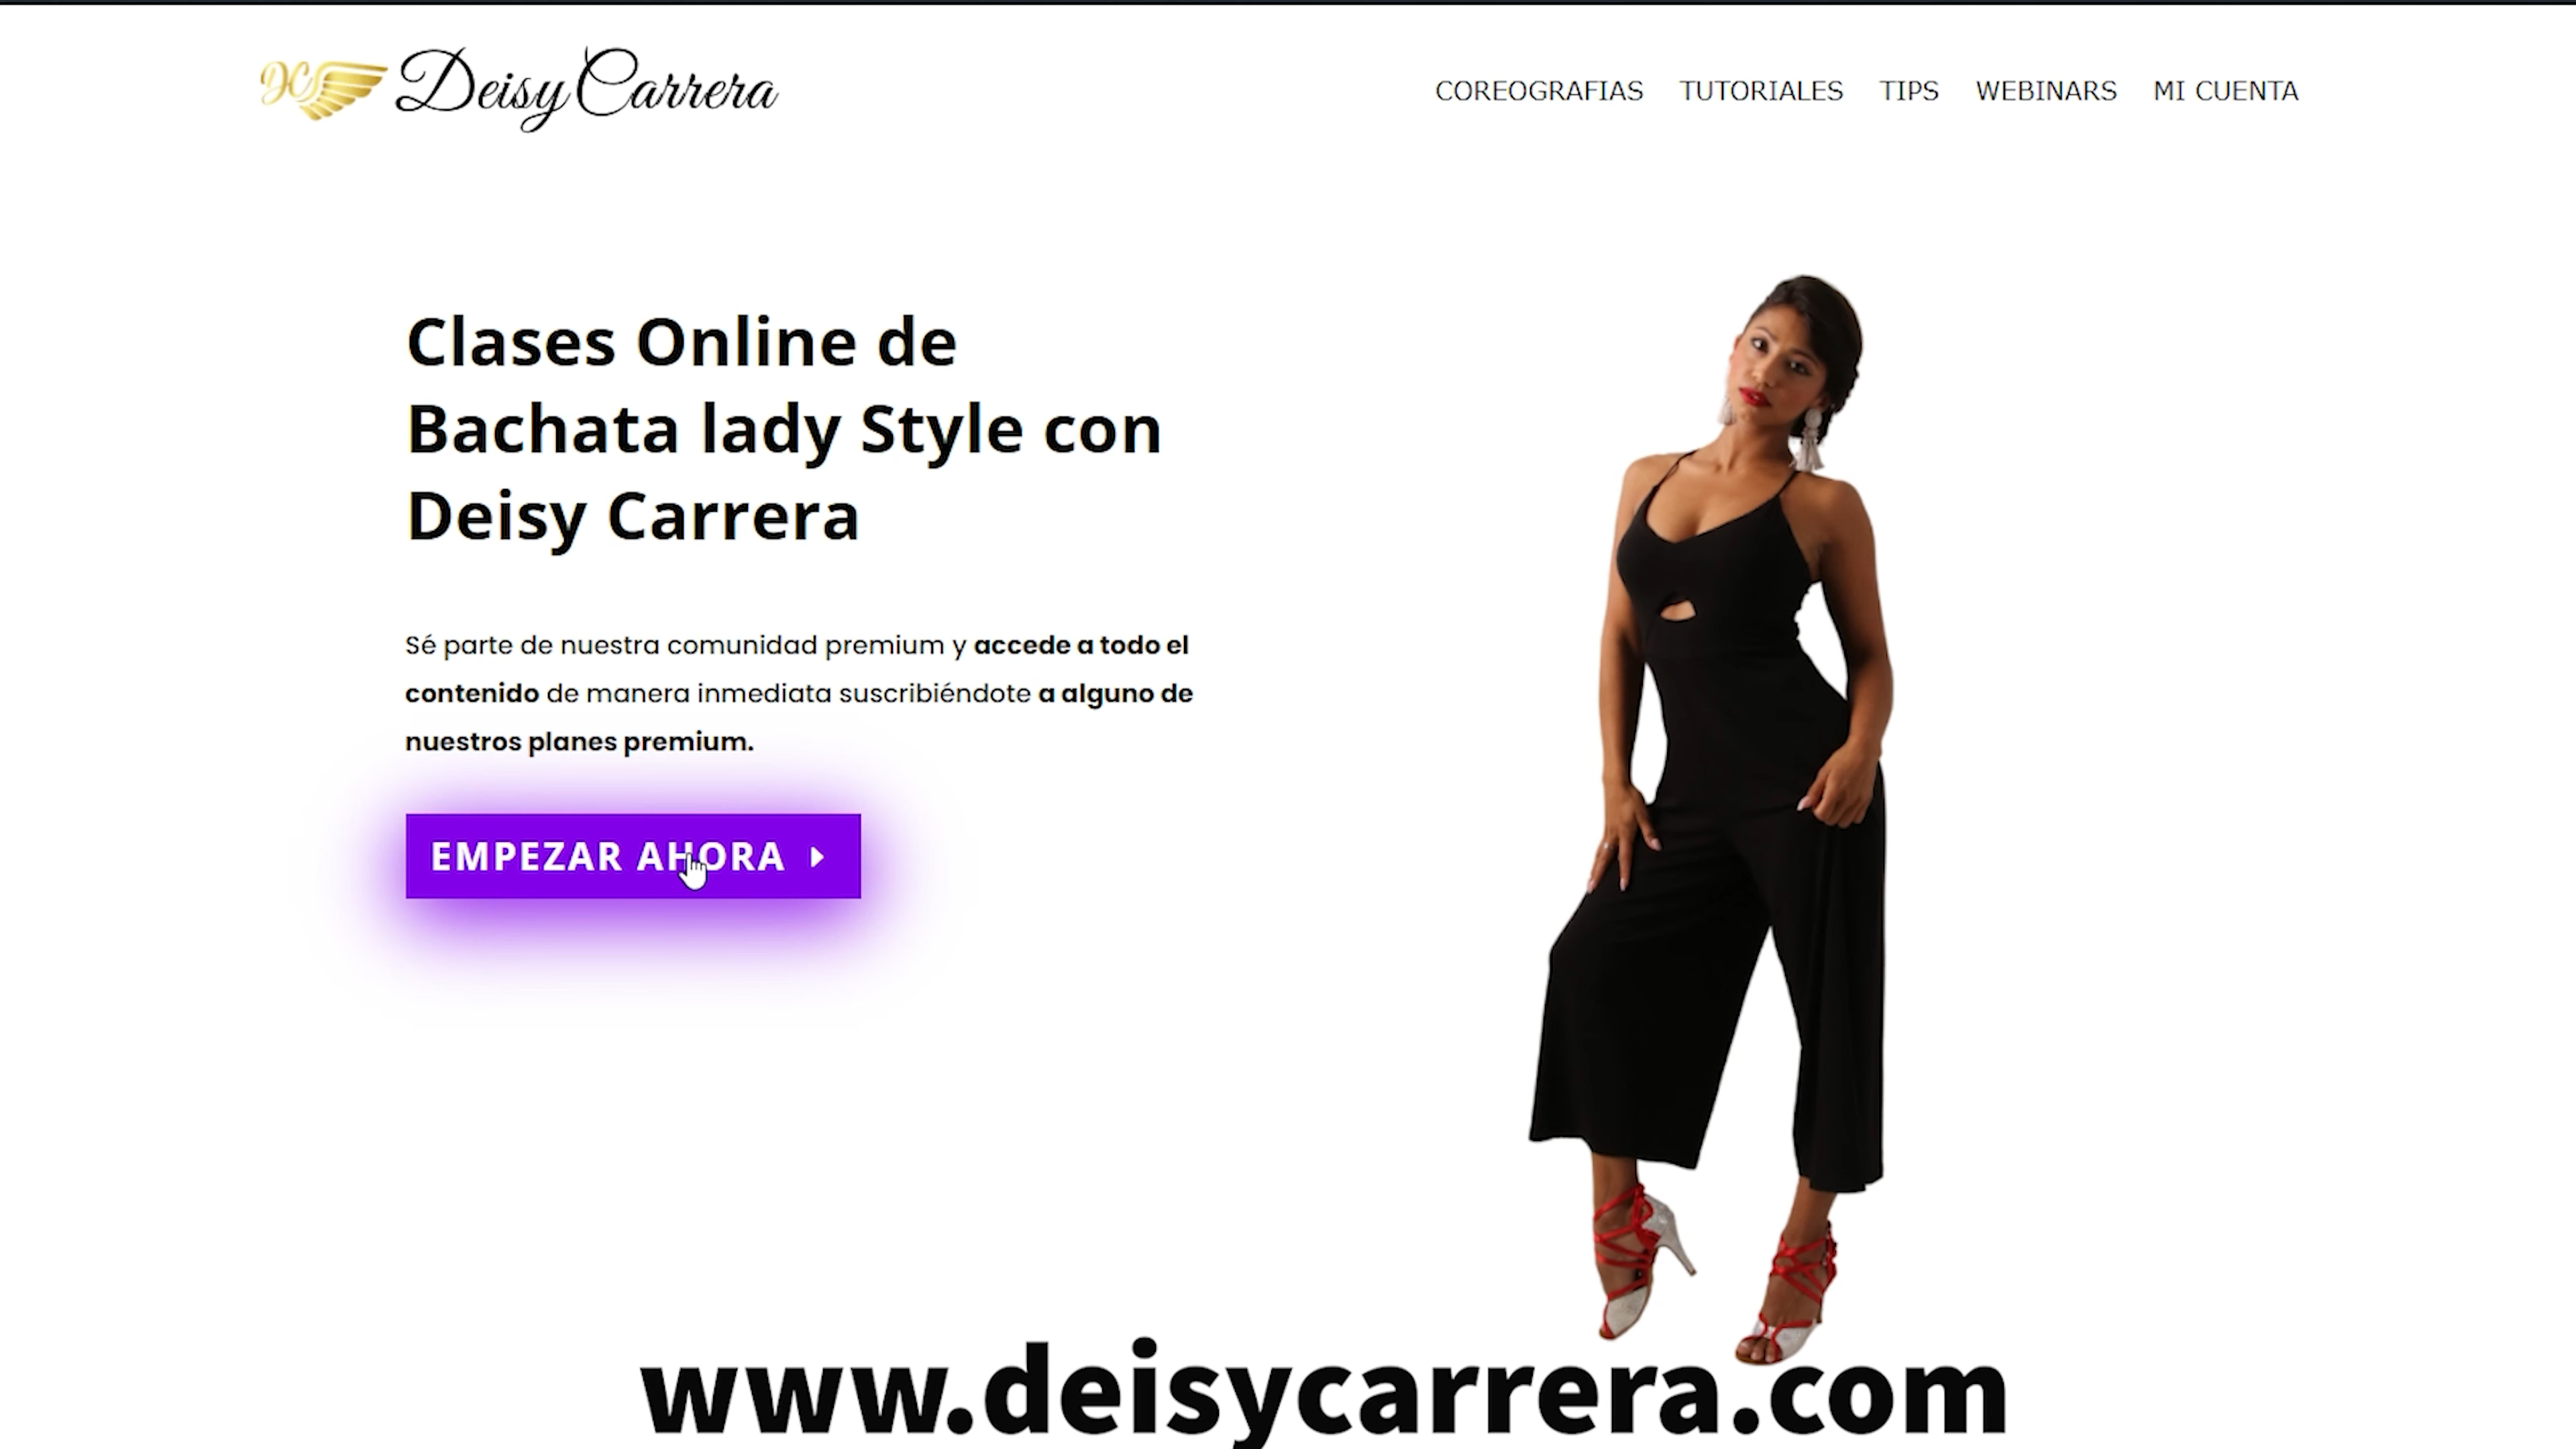 DC Deisy Carrera
COREOGRAFIAS TUTORIALES TIPS WEBINARS MI CUENTA
Clases Online de
Bachata lady Style con
Deisy Carrera
Sé parte de nuestra comunidad premium y accede a todo el
contenido de manera inmediata suscribiéndote a alguno de
nuestros planes premium.
EMPEZAR AHORA
www.deisycarrera.com